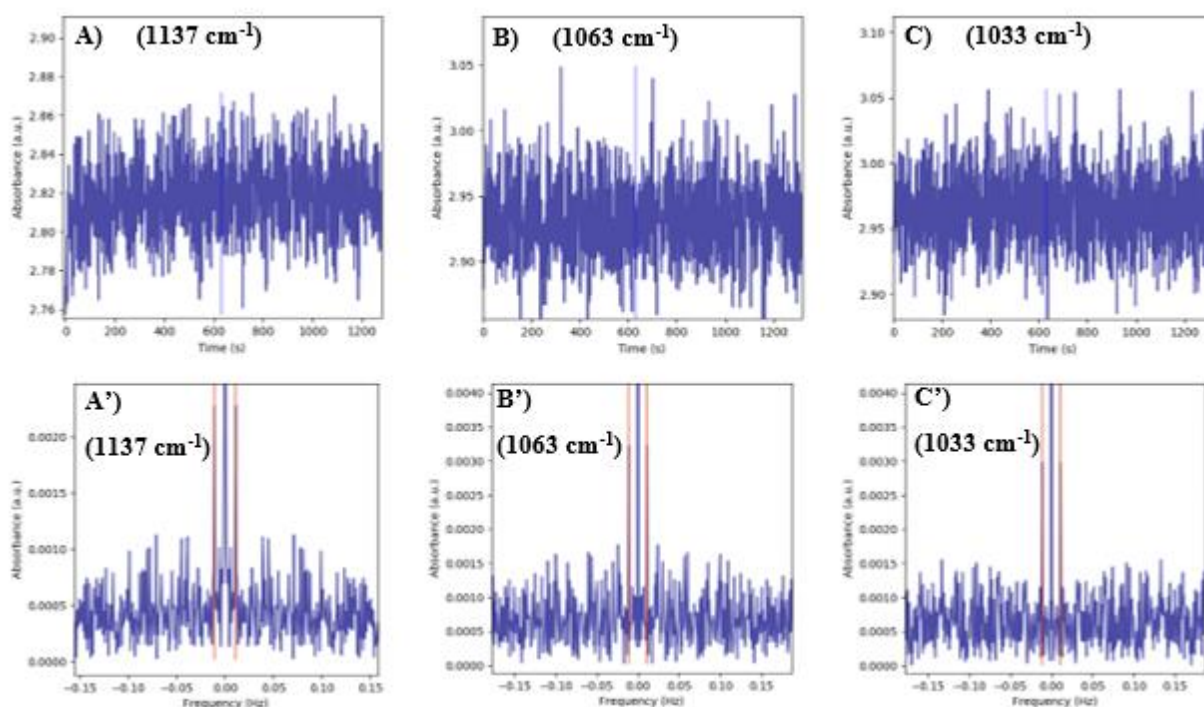 A) (1137 cm⁻¹)
2.90
2.88
2.86
2.84
2.82
2.80
2.78
2.76
Absorbance (a.u.)
0 200 400 600 800 1000 1200
Time (s)
B) (1063 cm⁻¹)
3.05
3.00
2.95
2.90
Absorbance (a.u.)
0 200 400 600 800 1000 1200
Time (s)
C) (1033 cm⁻¹)
3.10
3.05
3.00
2.95
2.90
Absorbance (a.u.)
0 200 400 600 800 1000 1200
Time (s)
A')
(1137 cm⁻¹)
0.0020
0.0015
0.0010
0.0005
0.0000
Absorbance (a.u.)
−0.15 −0.10 −0.05 0.00 0.05 0.10 0.15
Frequency (Hz)
B')
(1063 cm⁻¹)
0.0040
0.0035
0.0030
0.0025
0.0020
0.0015
0.0010
0.0005
0.0000
Absorbance (a.u.)
−0.15 −0.10 −0.05 0.00 0.05 0.10 0.15
Frequency (Hz)
C')
(1033 cm⁻¹)
0.0040
0.0035
0.0030
0.0025
0.0020
0.0015
0.0010
0.0005
0.0000
Absorbance (a.u.)
−0.15 −0.10 −0.05 0.00 0.05 0.10 0.15
Frequency (Hz)